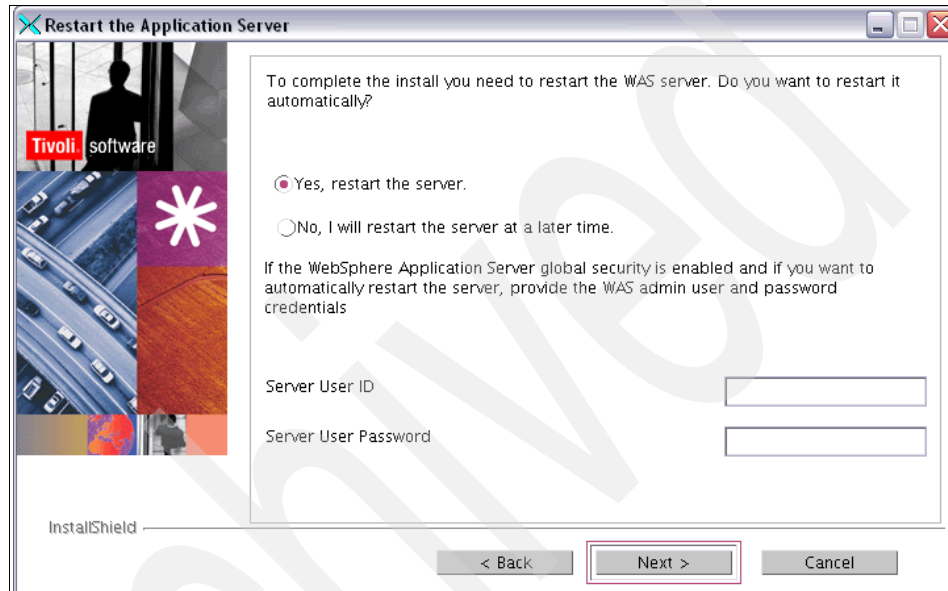 Restart the Application Server
To complete the install you need to restart the WAS server. Do you want to restart it
automatically?
Tivoli. software
Yes, restart the server.
No, I will restart the server at a later time.
If the WebSphere Application Server global security is enabled and if you want to
automatically restart the server, provide the WAS admin user and password
credentials
Server User ID
Server User Password
InstallShield
< Back
Next >
Cancel